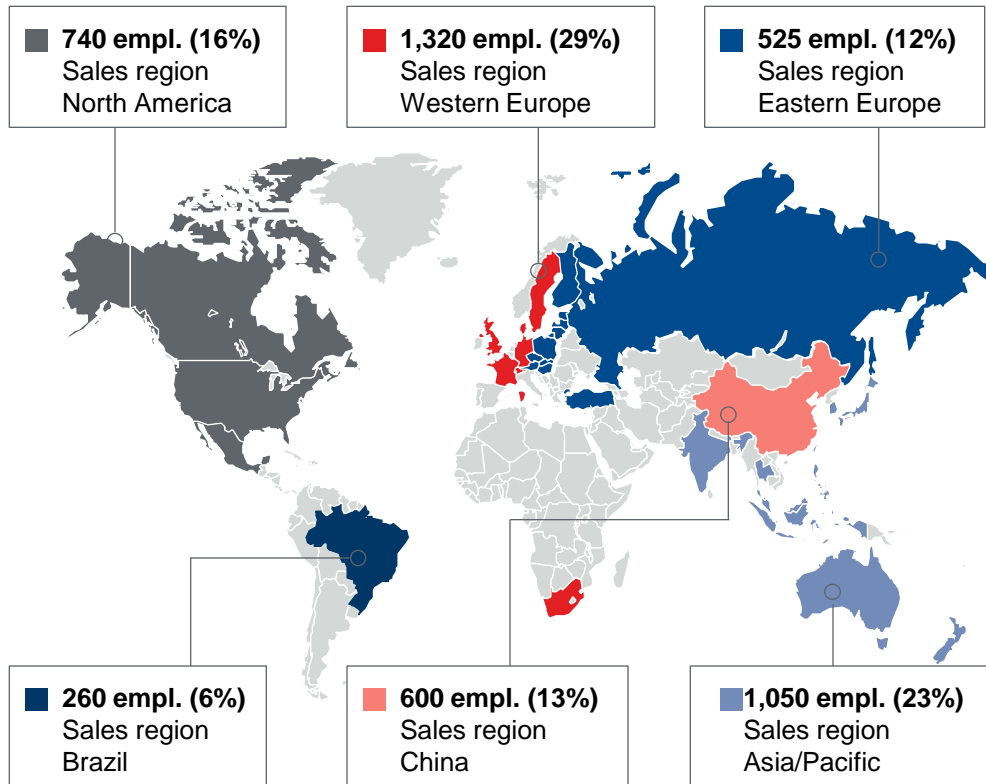 740 empl. (16%)
Sales region
North America
1,320 empl. (29%)
Sales region
Western Europe
525 empl. (12%)
Sales region
Eastern Europe
260 empl. (6%)
Sales region
Brazil
600 empl. (13%)
Sales region
China
1,050 empl. (23%)
Sales region
Asia/Pacific